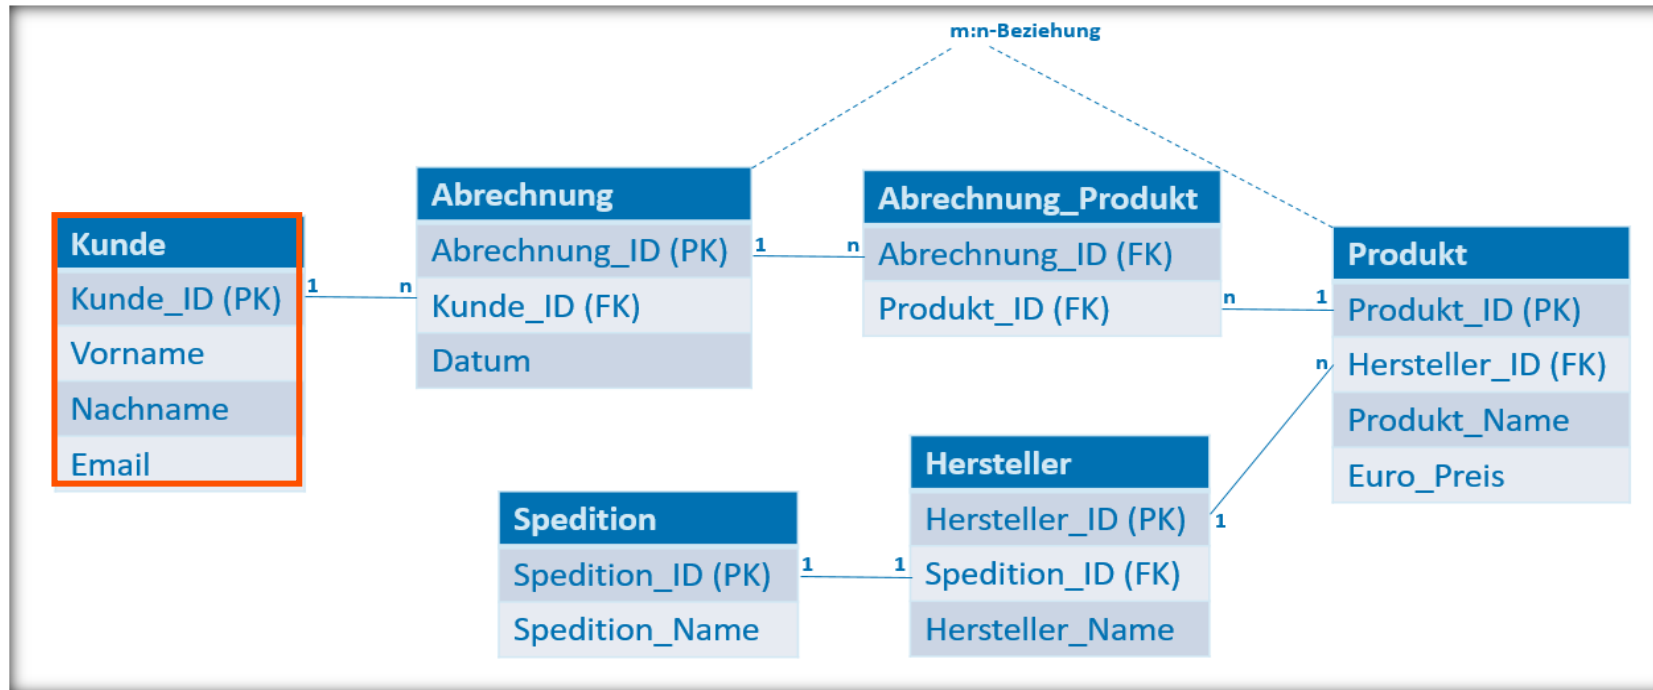 m:n-Beziehung
Kunde
Kunde_ID (PK)
Vorname
Nachname
Email
1
n
Abrechnung
Abrechnung_ID (PK)
Kunde_ID (FK)
Datum
1
n
Abrechnung_Produkt
Abrechnung_ID (FK)
Produkt_ID (FK)
n
1
Produkt
Produkt_ID (PK)
Hersteller_ID (FK)
Produkt_Name
Euro_Preis
n
1
Spedition
Spedition_ID (PK)
Spedition_Name
1
1
Hersteller
Hersteller_ID (PK)
Spedition_ID (FK)
Hersteller_Name